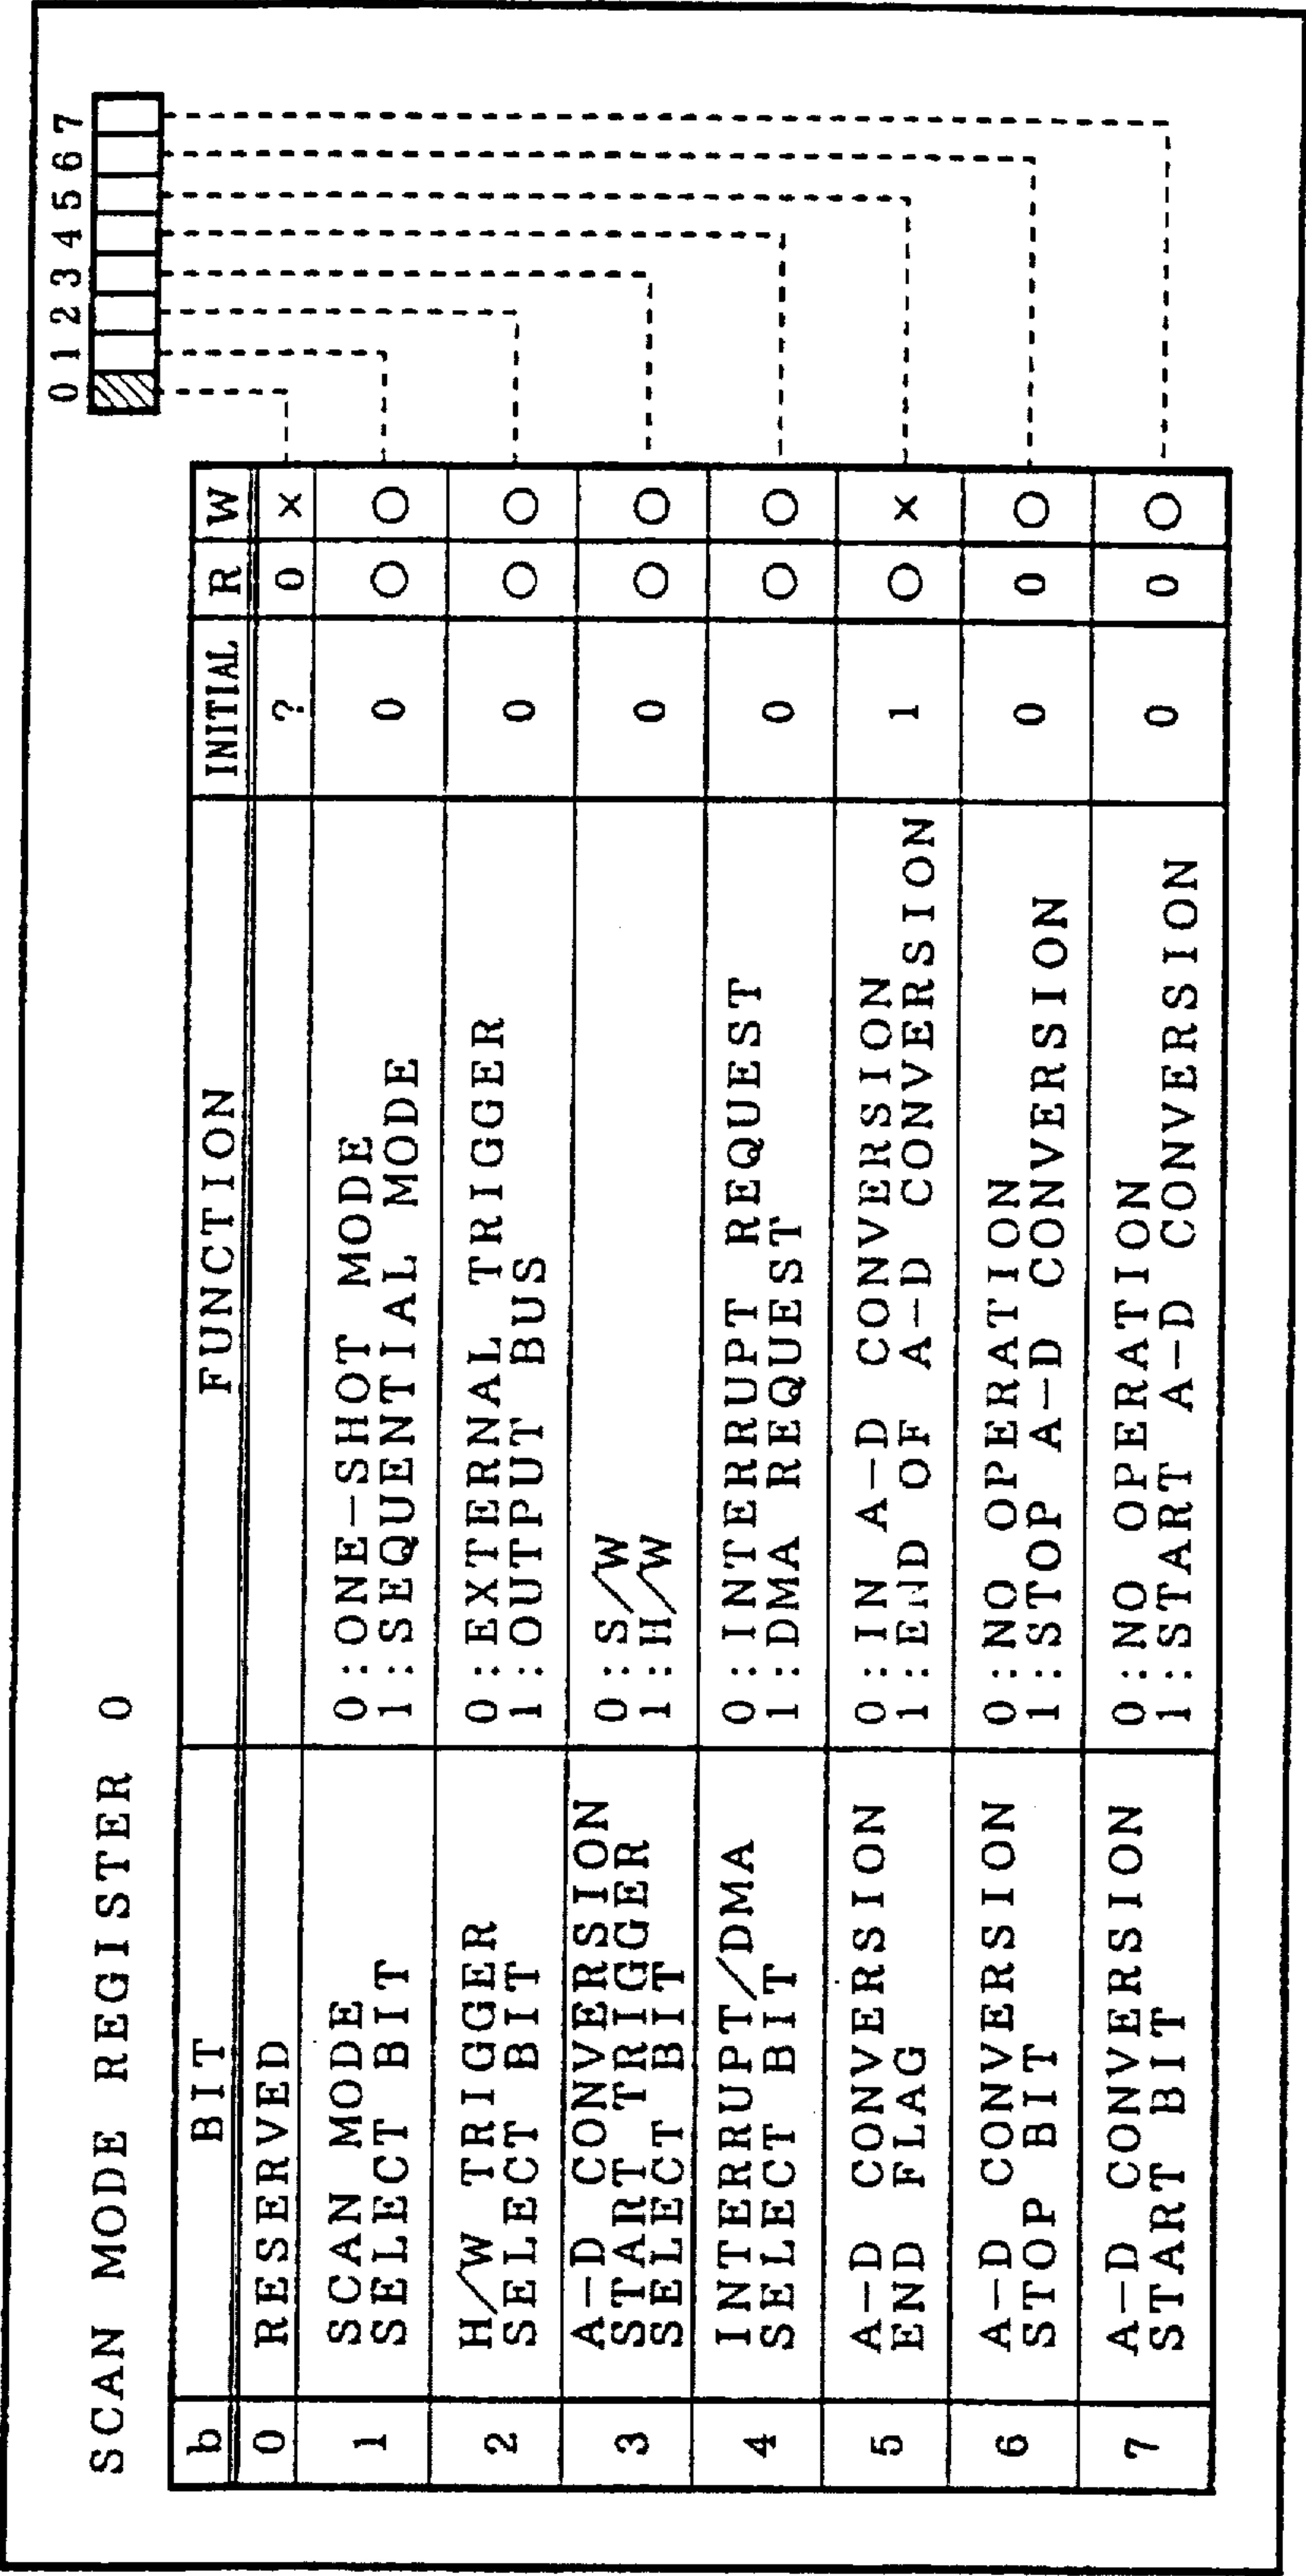 SCAN MODE REGISTER 0
0 1 2 3 4 5 6 7
b BIT FUNCTION INITIAL R W
0 RESERVED ? 0 ×
1 SCAN MODE 0:ONE-SHOT MODE 0 ○ ○
SELECT BIT 1:SEQUENTIAL MODE
2 H/W TRIGGER 0:EXTERNAL TRIGGER 0 ○ ○
SELECT BIT 1:OUTPUT BUS
3 A-D CONVERSION 0:S/W 0 ○ ○
START TRIGGER 1:H/W
SELECT BIT
4 INTERRUPT/DMA 0:INTERRUPT REQUEST 0 ○ ○
SELECT BIT 1:DMA REQUEST
5 A-D CONVERSION 0:IN A-D CONVERSION 1 ○ ×
END FLAG 1:END OF A-D CONVERSION
6 A-D CONVERSION 0:NO OPERATION 0 0 ○
STOP BIT 1:STOP A-D CONVERSION
7 A-D CONVERSION 0:NO OPERATION 0 0 ○
START BIT 1:START A-D CONVERSION